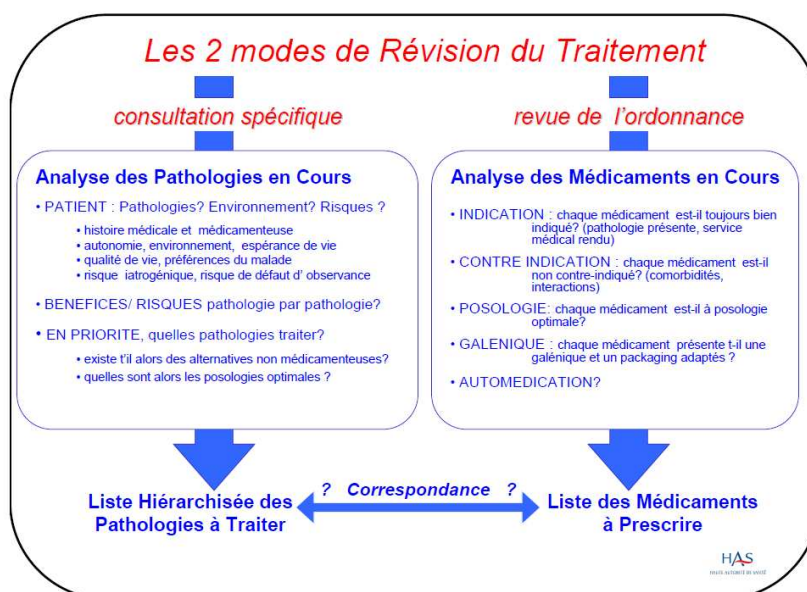 Les 2 modes de Révision du Traitement
consultation spécifique
revue de l'ordonnance
Analyse des Pathologies en Cours
• PATIENT : Pathologies? Environnement? Risques ?
• histoire médicale et médicamenteuse
• autonomie, environnement, espérance de vie
• qualité de vie, préférences du malade
• risque iatrogénique, risque de défaut d' observance
• BENEFICES/ RISQUES pathologie par pathologie?
• EN PRIORITE, quelles pathologies traiter?
• existe t'il alors des alternatives non médicamenteuses?
• quelles sont alors les posologies optimales ?
Analyse des Médicaments en Cours
• INDICATION : chaque médicament est-il toujours bien
indiqué? (pathologie présente, service
médical rendu)
• CONTRE INDICATION : chaque médicament est-il
non contre-indiqué? (comorbidités,
interactions)
• POSOLOGIE: chaque médicament est-il à posologie
optimale?
• GALENIQUE : chaque médicament présente t-il une
galénique et un packaging adaptés ?
• AUTOMEDICATION?
Liste Hiérarchisée des
Pathologies à Traiter
? Correspondance ?
Liste des Médicaments
à Prescrire
HAS
HAUTE AUTORITÉ DE SANTÉ